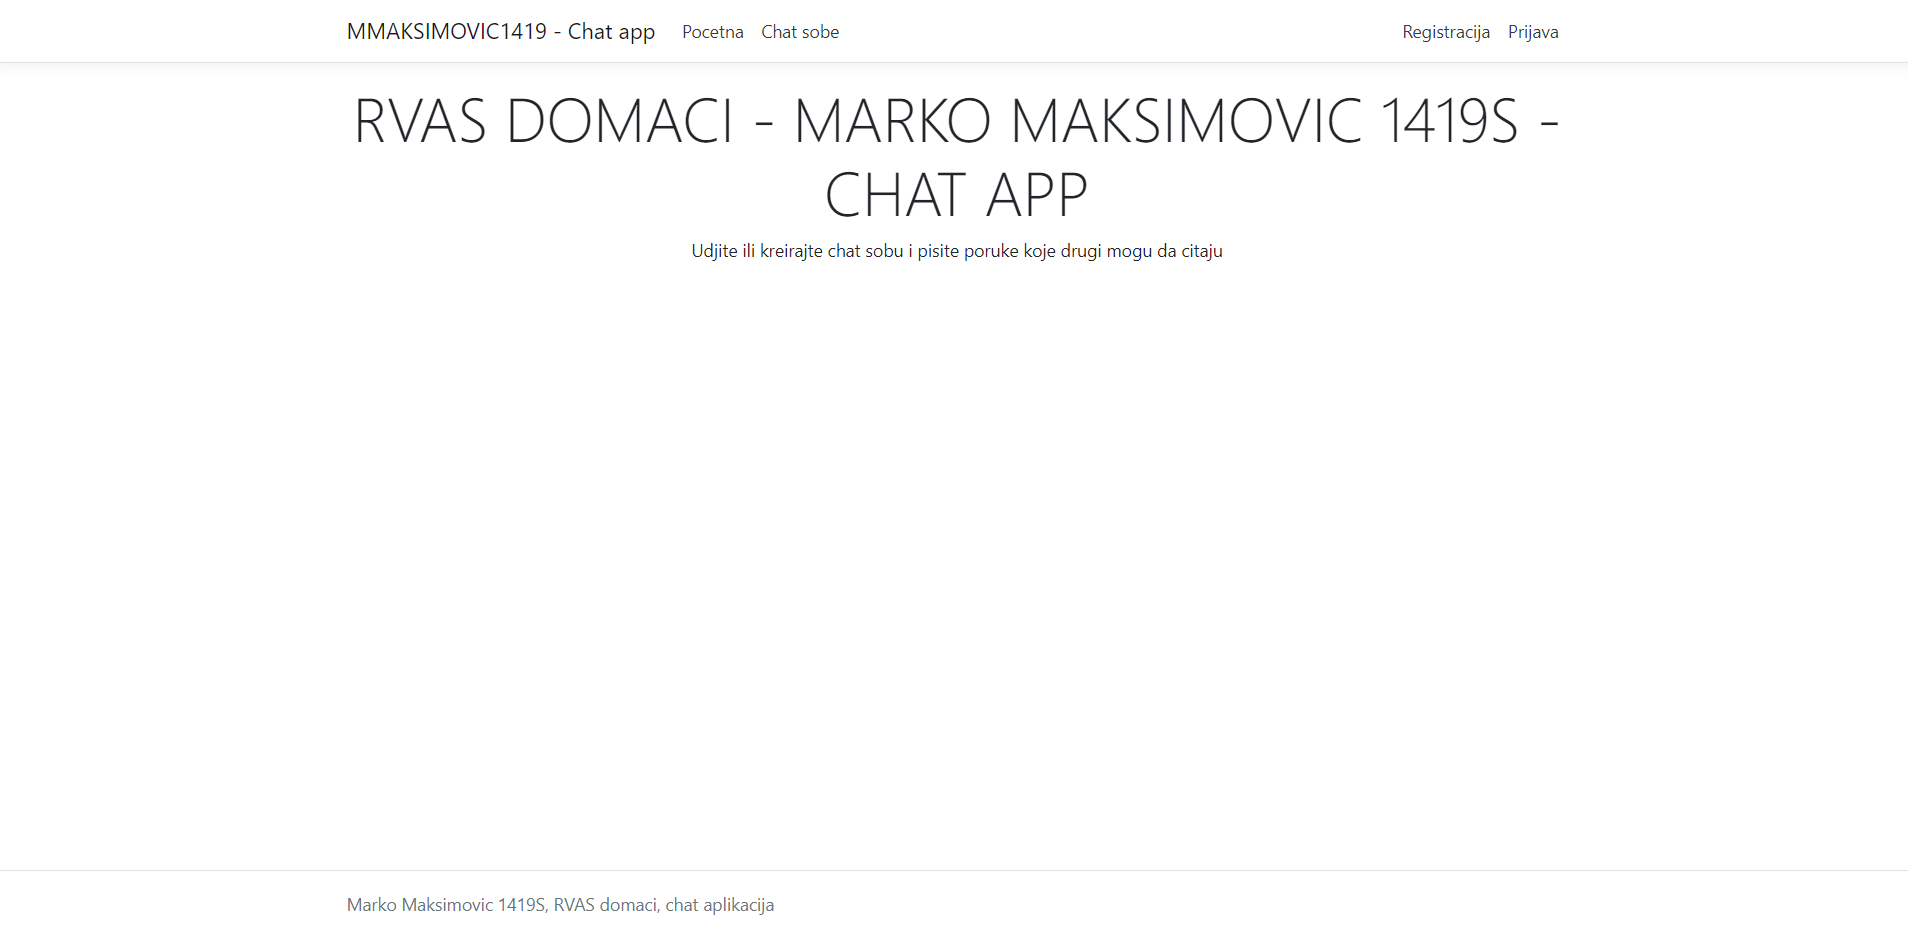 MMAKSIMOVIC1419 - Chat app Pocetna Chat sobe Registracija Prijava
RVAS DOMACI - MARKO MAKSIMOVIC 1419S -
CHAT APP
Udjite ili kreirajte chat sobu i pisite poruke koje drugi mogu da citaju
Marko Maksimovic 1419S, RVAS domaci, chat aplikacija